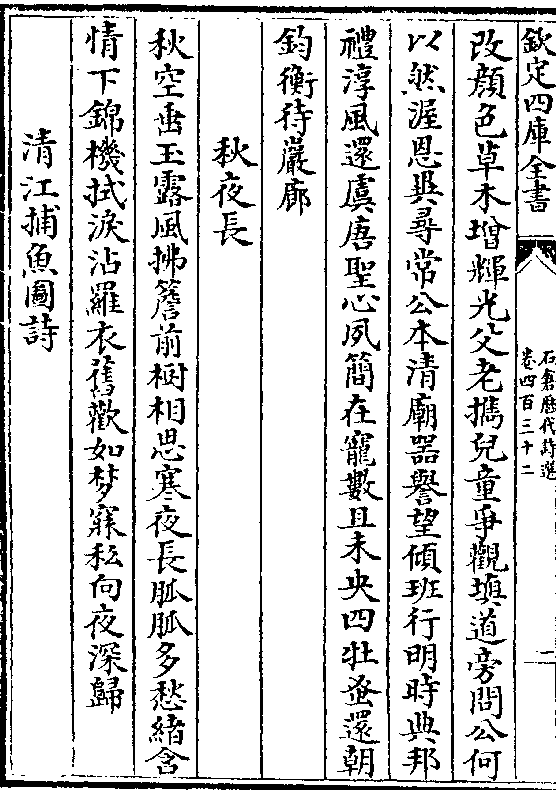 欽定四庫全書
石倉歴代詩選
卷四百三十二
二
改顔色草木增輝光父老攜兒童爭觀塡道旁問公何
以然渥恩異尋常公本清廟器譽望傾班行明時典邦
禮淳風還虞唐聖心夙簡在寵數且未央四牡蚤還朝
鈞衡待巖廊
秋夜長
秋空垂玉露風拂簷前樹相思寒夜長脈脈多愁緒含
情下錦機拭淚沾羅衣舊歡如梦寐私向夜深歸
清江捕魚圖詩